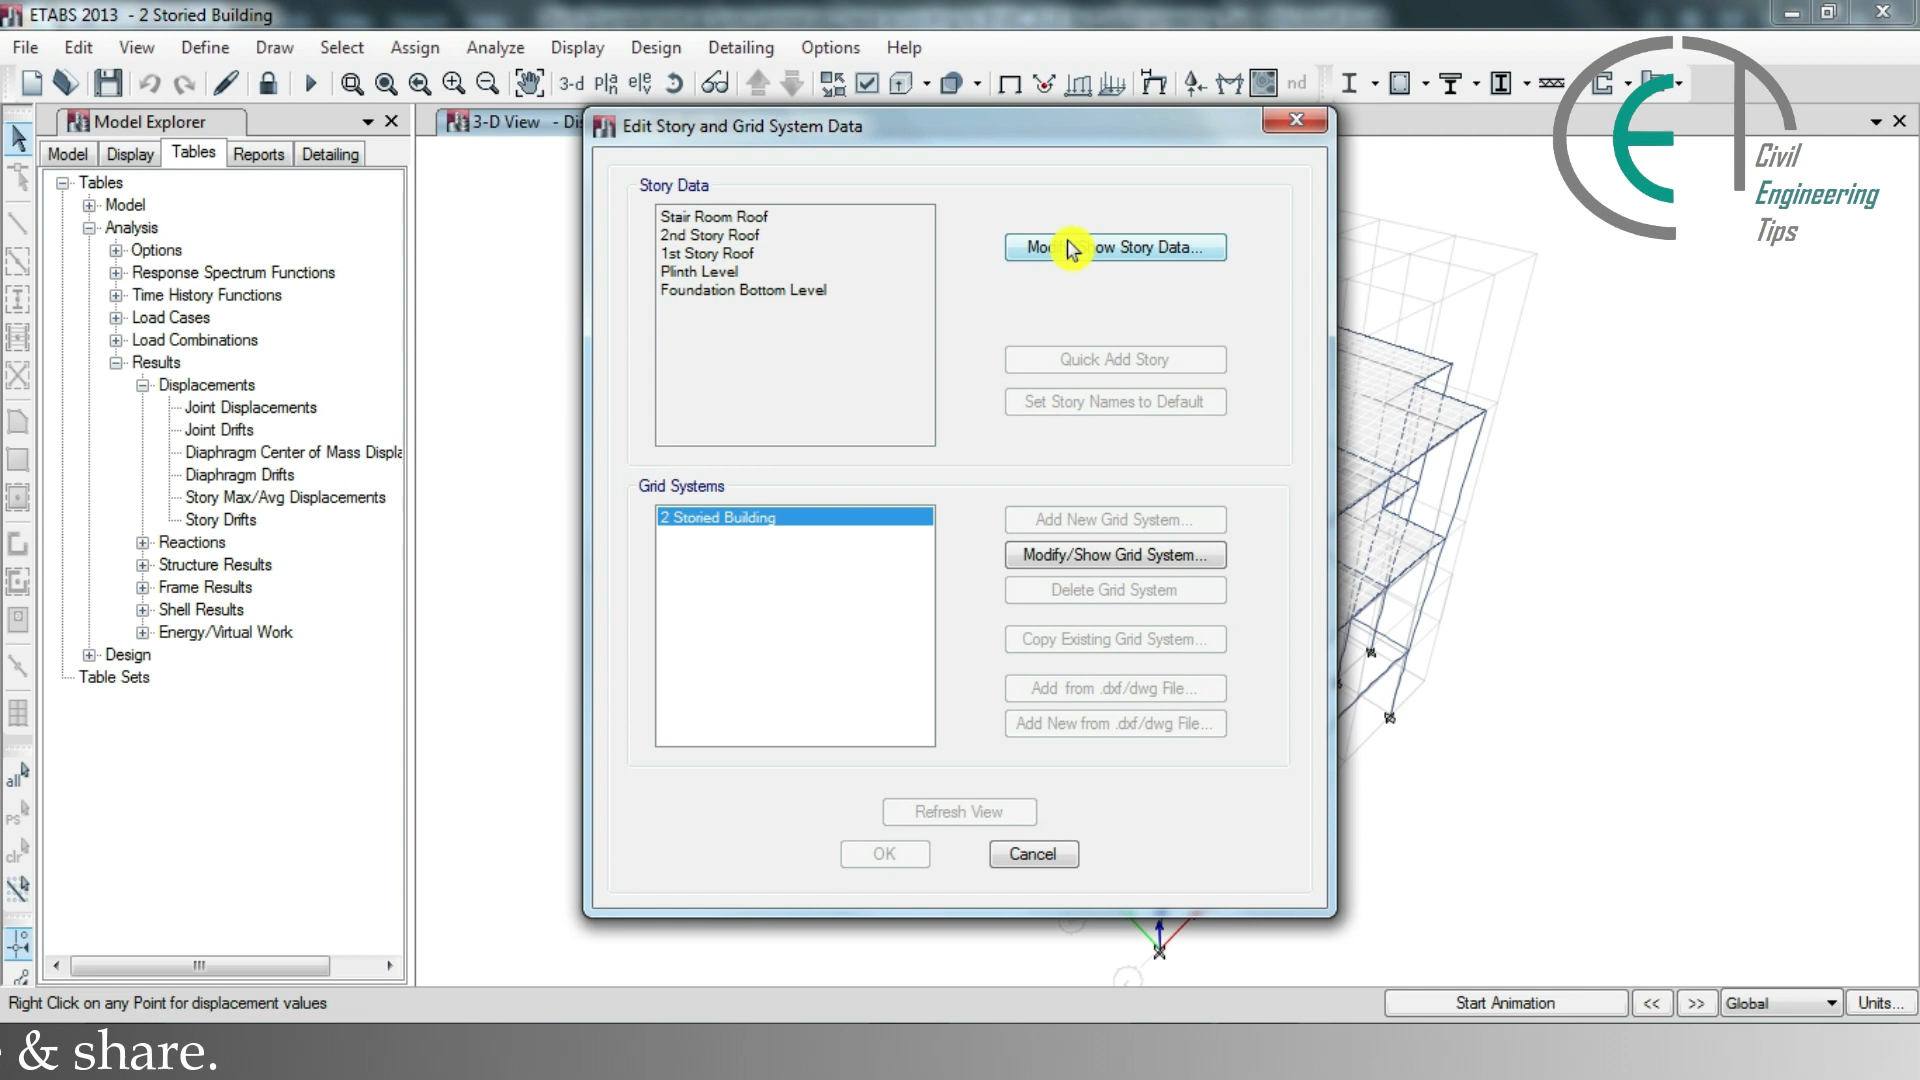 ETABS 2013 - 2 Storied Building
File Edit View Define Draw Select Assign Analyze Display Design Detailing Options Help
3-d nd
Model Explorer
3-D View
Model Display Tables Reports Detailing
Tables
Model
Analysis
Options
Response Spectrum Functions
Time History Functions
Load Cases
Load Combinations
Results
Displacements
Joint Displacements
Joint Drifts
Diaphragm Center of Mass Displa
Diaphragm Drifts
Story Max/Avg Displacements
Story Drifts
Reactions
Structure Results
Frame Results
Shell Results
Energy/Virtual Work
Design
Table Sets
all
ps
clr
Edit Story and Grid System Data
Story Data
Stair Room Roof
2nd Story Roof
1st Story Roof
Plinth Level
Foundation Bottom Level
Show Story Data...
Quick Add Story
Set Story Names to Default
Grid Systems
2 Storied Building
Add New Grid System...
Modify/Show Grid System...
Delete Grid System
Copy Existing Grid System...
Add from .dxf/dwg File...
Add New from .dxf/dwg File...
Refresh View
OK Cancel
Civil
Engineering
Tips
Right Click on any Point for displacement values
Start Animation << >> Global Units...
& share.